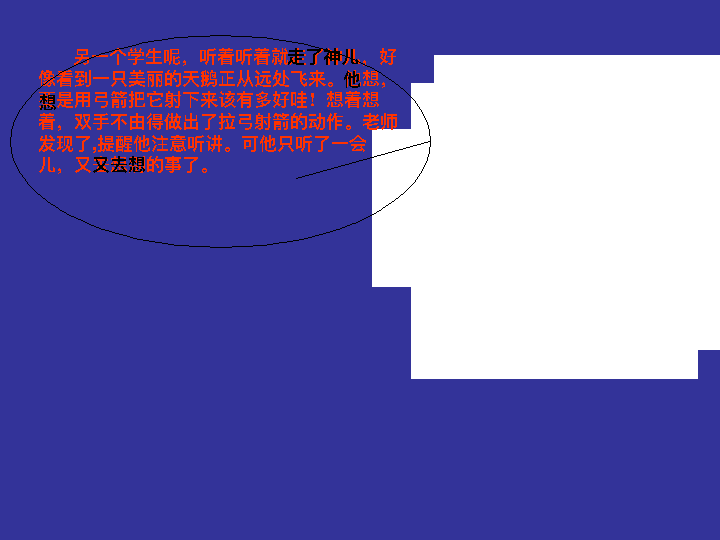 另一个学生呢，听着听着就走了神儿，好
像看到一只美丽的天鹅正从远处飞来。他想，
想是用弓箭把它射下来该有多好哇！想着想
着，双手不由得做出了拉弓射箭的动作。老师
发现了,提醒他注意听讲。可他只听了一会
儿，又又去想的事了。